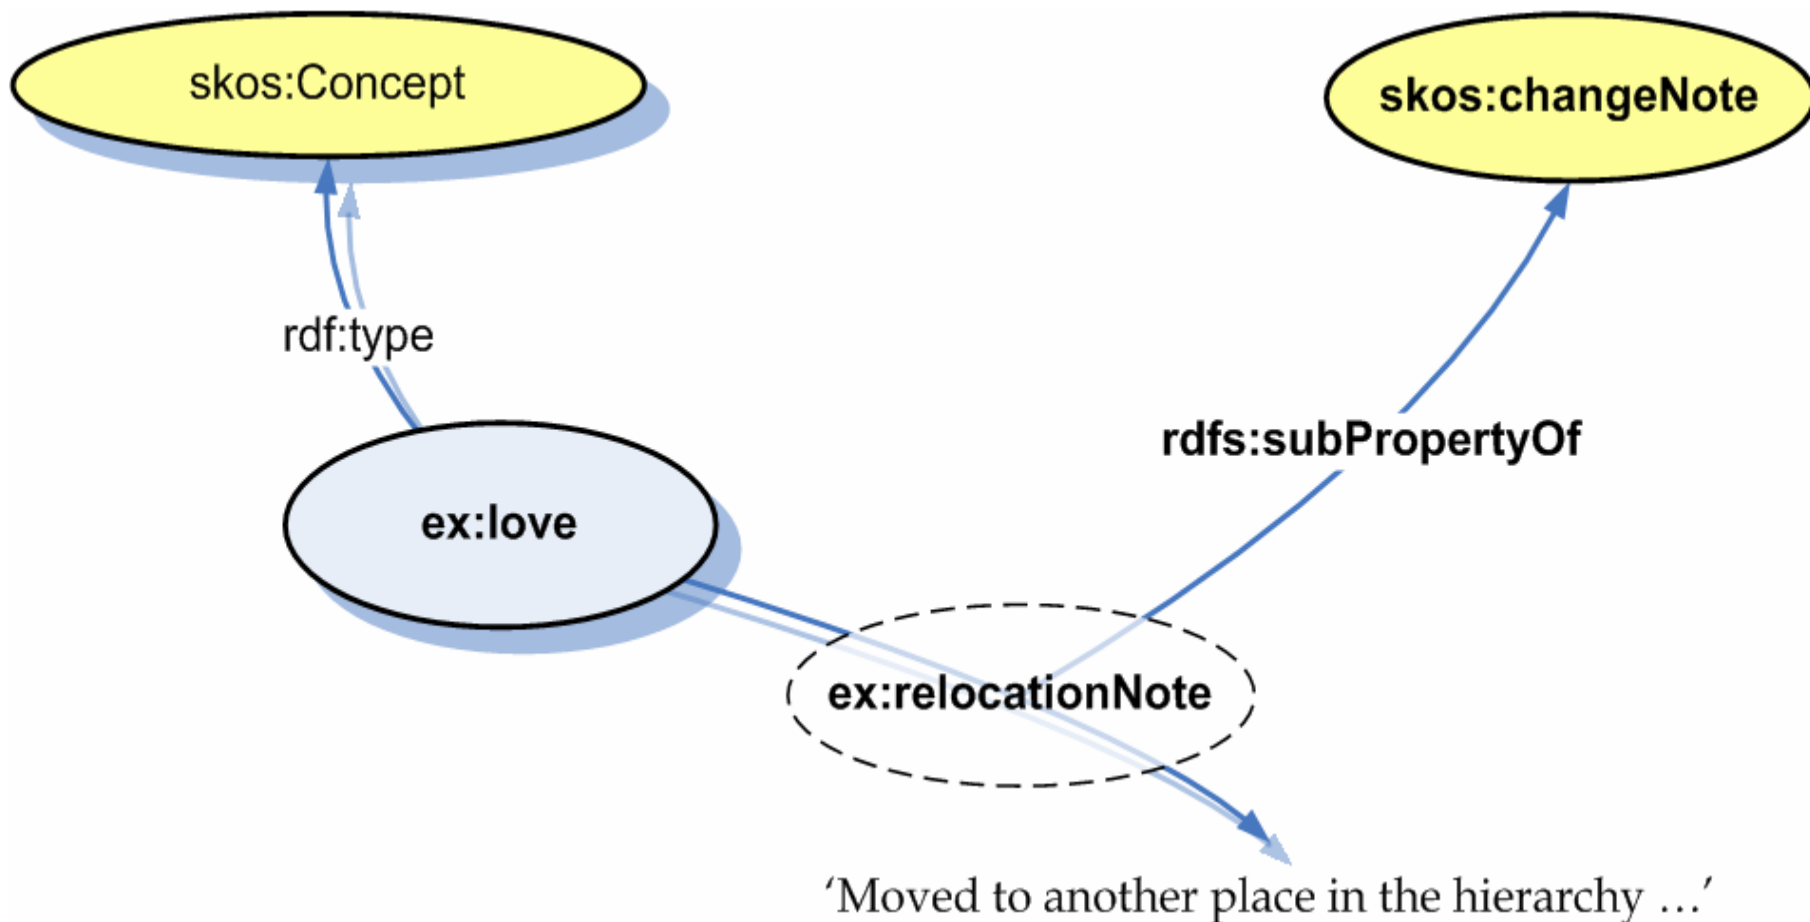 skos:Concept
skos:changeNote
rdf:type
rdfs:subPropertyOf
ex:love
ex:relocationNote
‘Moved to another place in the hierarchy …’